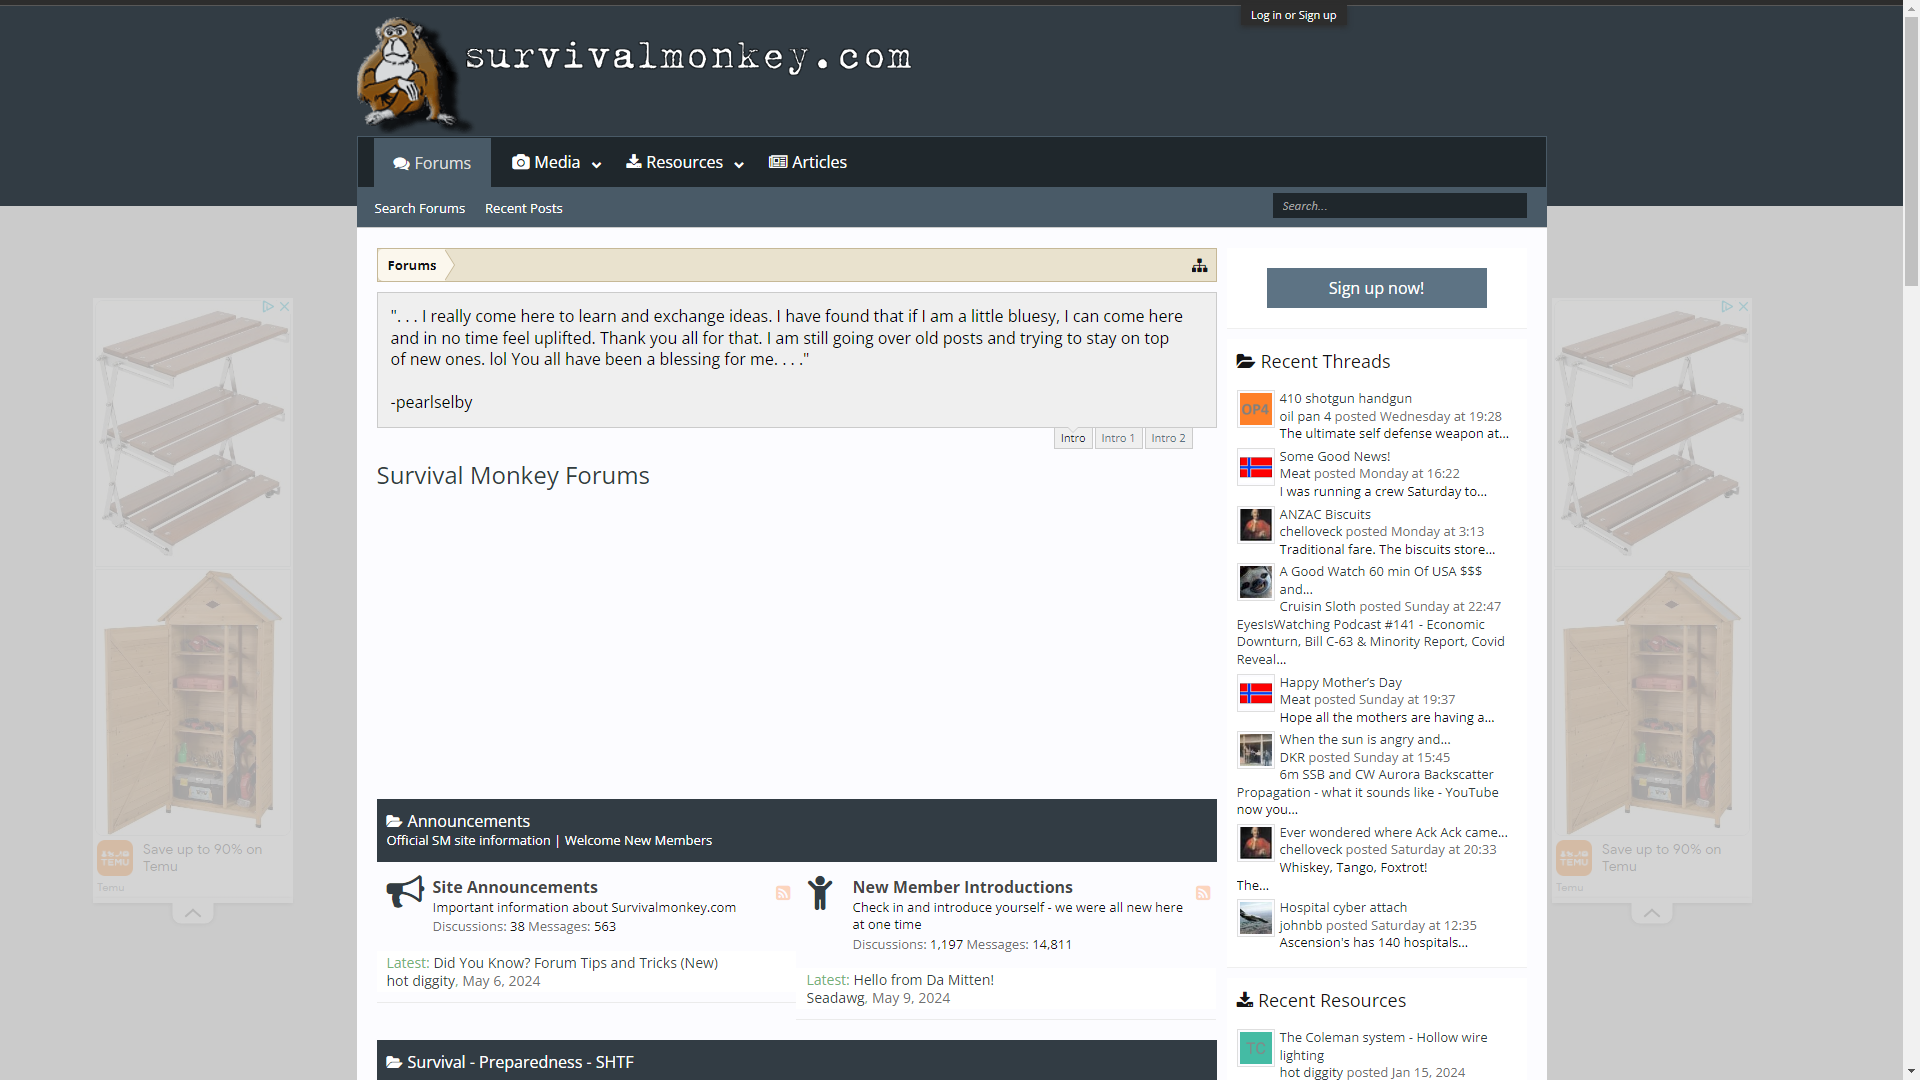 Log in or Sign up
survivalmonkey.com
Forums
Media
Resources
Articles
Search Forums
Recent Posts
Search...
Forums
". . . I really come here to learn and exchange ideas. I have found that if I am a little bluesy, I can come here
and in no time feel uplifted. Thank you all for that. I am still going over old posts and trying to stay on top
of new ones. lol You all have been a blessing for me. . . ."
-pearlselby
Intro
Intro 1
Intro 2
Survival Monkey Forums
Announcements
Official SM site information | Welcome New Members
Site Announcements
Important information about Survivalmonkey.com
Discussions: 38 Messages: 563
Latest: Did You Know? Forum Tips and Tricks (New)
hot diggity, May 6, 2024
New Member Introductions
Check in and introduce yourself - we were all new here
at one time
Discussions: 1,197 Messages: 14,811
Latest: Hello from Da Mitten!
Seadawg, May 9, 2024
Survival - Preparedness - SHTF
Sign up now!
Recent Threads
OP4
410 shotgun handgun
oil pan 4 posted Wednesday at 19:28
The ultimate self defense weapon at...
Some Good News!
Meat posted Monday at 16:22
I was running a crew Saturday to...
ANZAC Biscuits
chelloveck posted Monday at 3:13
Traditional fare. The biscuits store...
A Good Watch 60 min Of USA $$$
and...
Cruisin Sloth posted Sunday at 22:47
EyesIsWatching Podcast #141 - Economic
Downturn, Bill C-63 & Minority Report, Covid
Reveal...
Happy Mother’s Day
Meat posted Sunday at 19:37
Hope all the mothers are having a...
When the sun is angry and...
DKR posted Sunday at 15:45
6m SSB and CW Aurora Backscatter
Propagation - what it sounds like - YouTube
now you...
Ever wondered where Ack Ack came...
chelloveck posted Saturday at 20:33
Whiskey, Tango, Foxtrot!
The...
Hospital cyber attach
johnbb posted Saturday at 12:35
Ascension's has 140 hospitals...
Recent Resources
TC
The Coleman system - Hollow wire
lighting
hot diggity posted Jan 15, 2024
TEMU
Save up to 90% on
Temu
Temu
TEMU
Save up to 90% on
Temu
Temu